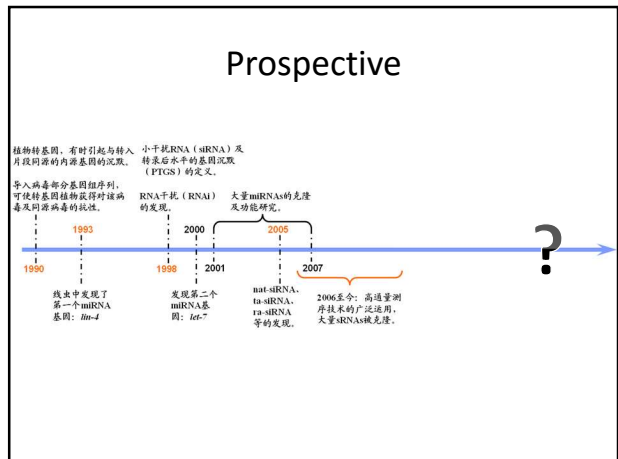 Prospective
植物转基因，有时引起与转入
片段同源的内源基因的沉默。
导入病毒部分基因组序列，
可使转基因植物获得对该病
毒及同源病毒的抗性。
小干扰RNA（siRNA）及
转录后水平的基因沉默
（PTGS）的定义。
RNA干扰（RNAi）
的发现。
大量miRNAs的克隆
及功能研究。
1993
2000
2005
?
1990
1998
2001
2007
线虫中发现了
第一个miRNA
基因：lin-4
发现第二个
miRNA基
因：let-7
nat-siRNA、
ta-siRNA、
ra-siRNA
等的发现。
2006至今：高通量测
序技术的广泛运用，
大量sRNAs被克隆。